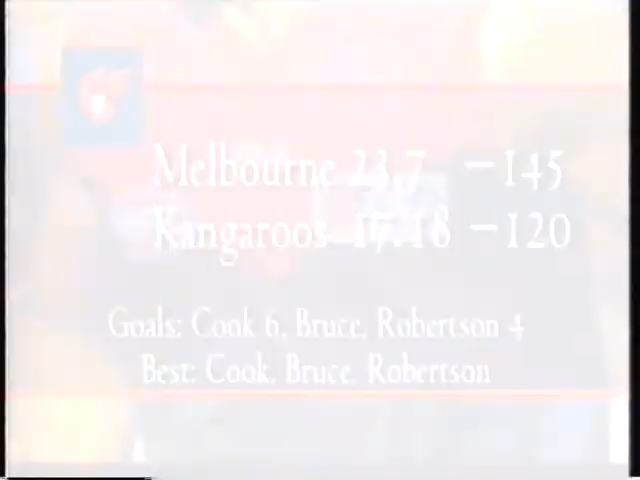 Melbourne 23.7 – 145
Kangaroos 17.18 – 120
Goals: Cook 6, Bruce, Robertson 4
Best: Cook, Bruce, Robertson